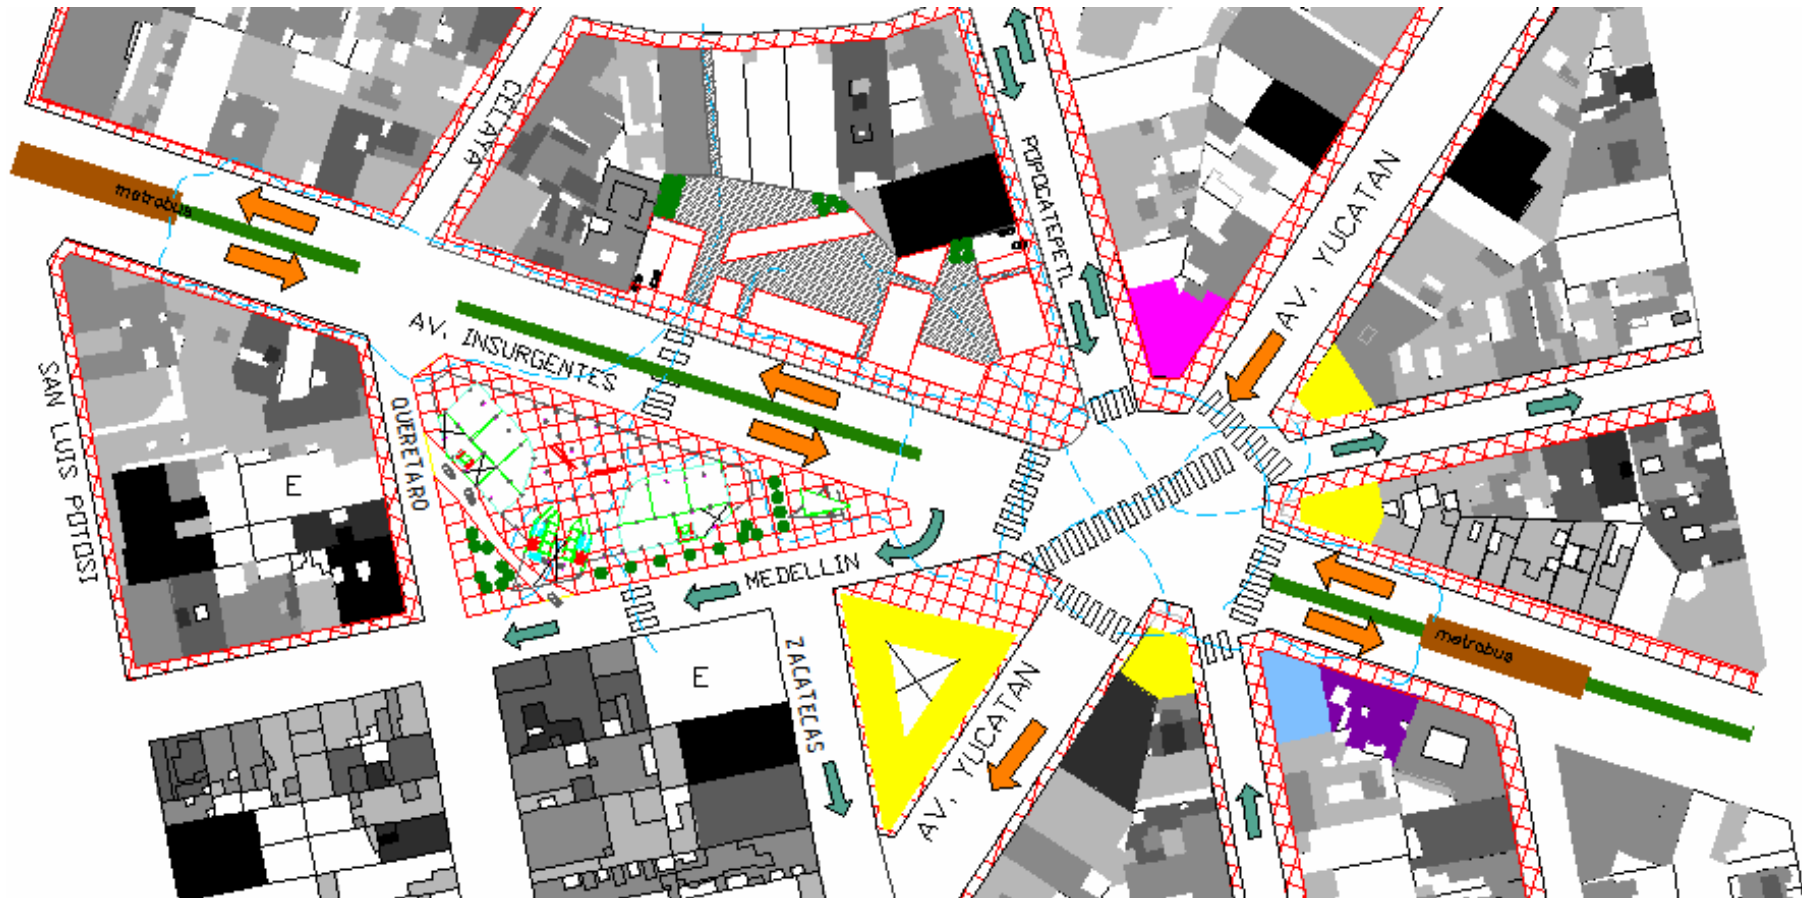 CELAYA
metrobus
POPOCATEPETL
AV. YUCATAN
AV. INSURGENTES
SAN LUIS POTOSI
QUERETARO
E
MEDELLIN
metrobus
E
ZACATECAS
AV. YUCATAN